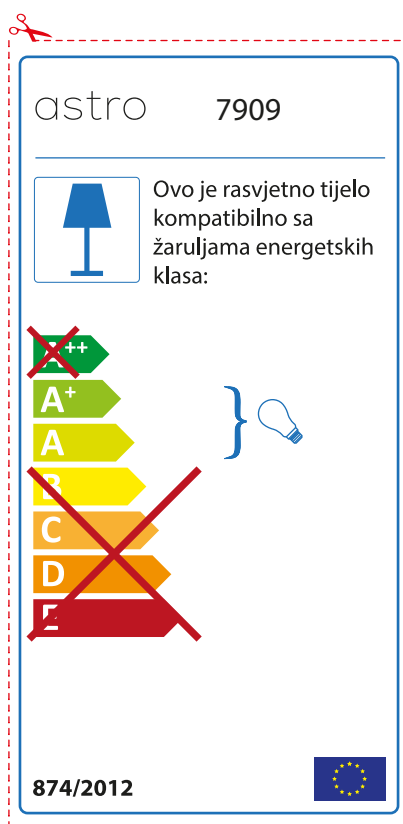 astro 7909
Ovo je rasvjetno tijelo
kompatibilno sa
žaruljama energetskih
klasa:
A++
A+
A
B
C
D
E
874/2012